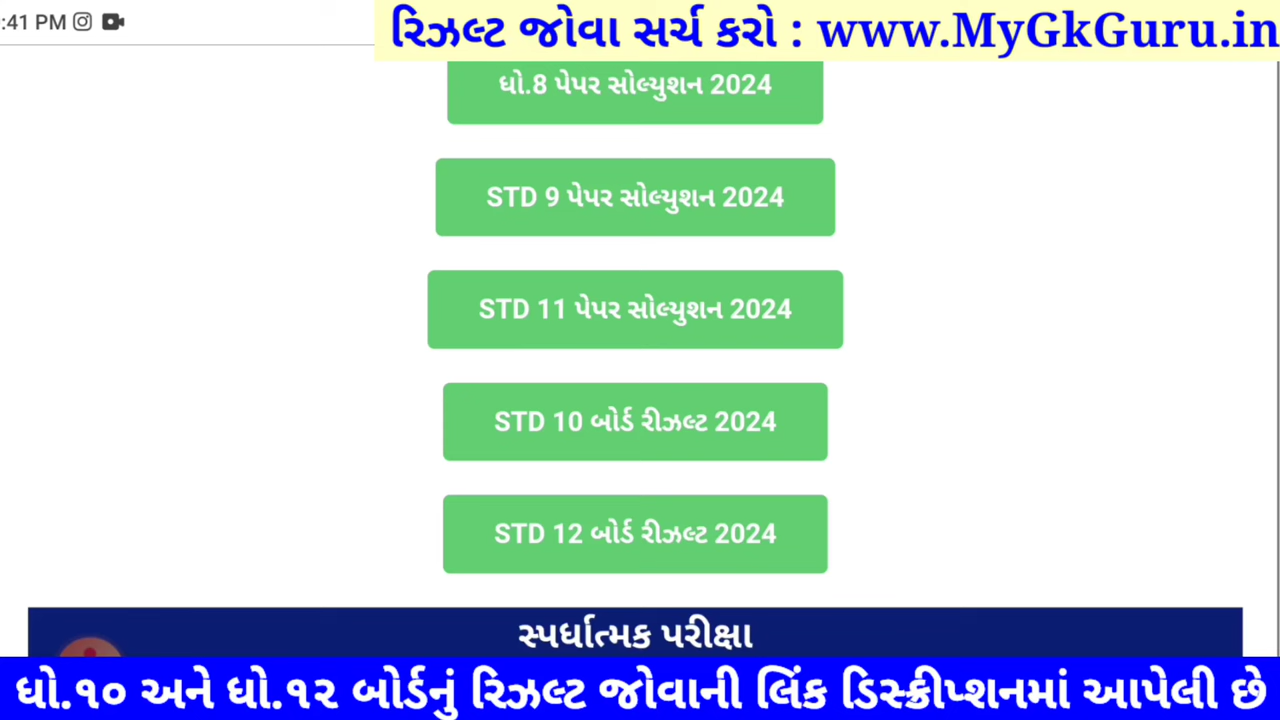 :41 PM
રિઝલ્ટ જોવા સર્ચ કરો : www.MyGkGuru.in
ધો.8 પેપર સોલ્યુશન 2024
STD 9 પેપર સોલ્યુશન 2024
STD 11 પેપર સોલ્યુશન 2024
STD 10 બોર્ડ રીઝલ્ટ 2024
STD 12 બોર્ડ રીઝલ્ટ 2024
સ્પર્ધાત્મક પરીક્ષા
ધો.૧૦ અને ધો.૧૨ બોર્ડનું રિઝલ્ટ જોવાની લિંક ડિસ્ક્રીપ્શનમાં આપેલી છે